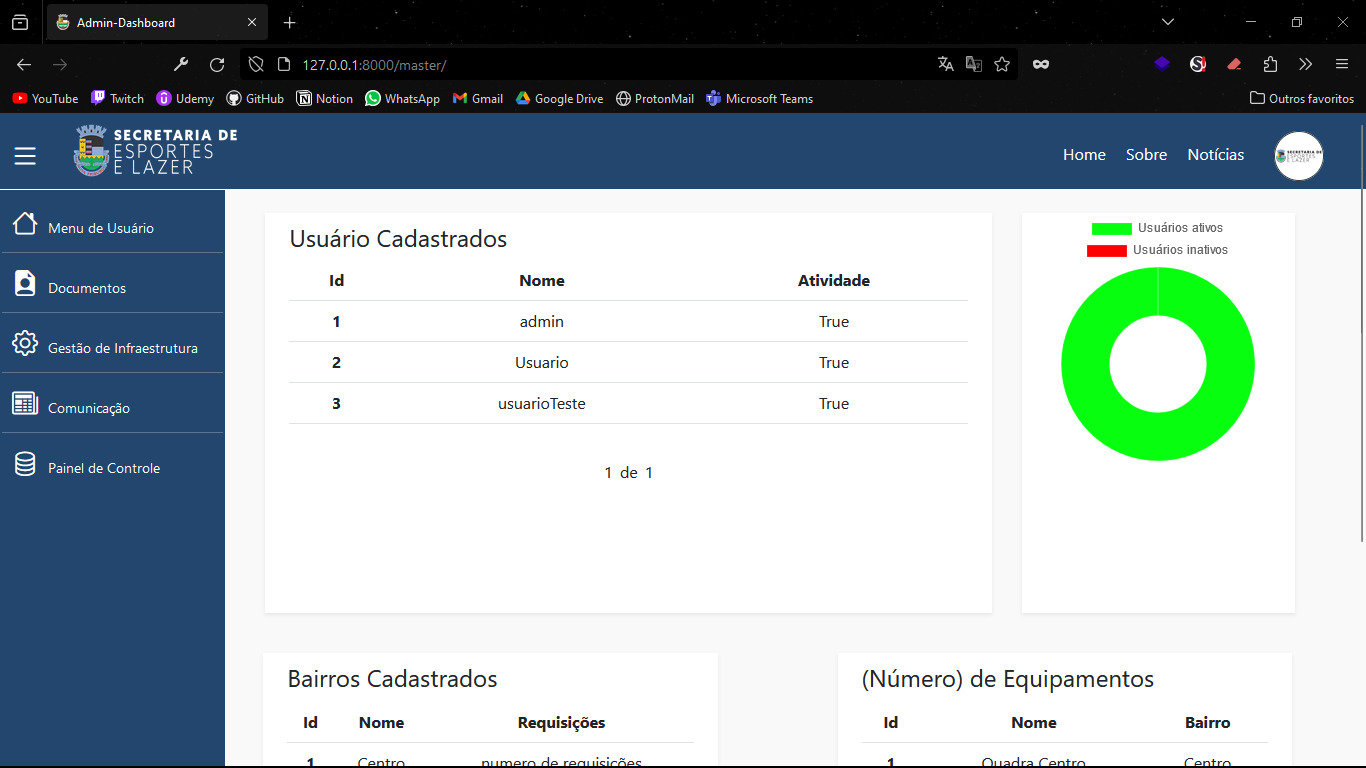 Admin-Dashboard
127.0.0.1:8000/master/
YouTube Twitch Udemy GitHub Notion WhatsApp Gmail Google Drive ProtonMail Microsoft Teams Outros favoritos
SECRETARIA DE
ESPORTES
E LAZER
Home Sobre Notícias
Menu de Usuário
Documentos
Gestão de Infraestrutura
Comunicação
Painel de Controle
Usuário Cadastrados
Id Nome Atividade
1 admin True
2 Usuario True
3 usuarioTeste True
1 de 1
Usuários ativos
Usuários inativos
Bairros Cadastrados
Id Nome Requisições
1 Centro numero de requisições
(Número) de Equipamentos
Id Nome Bairro
1 Quadra Centro Centro